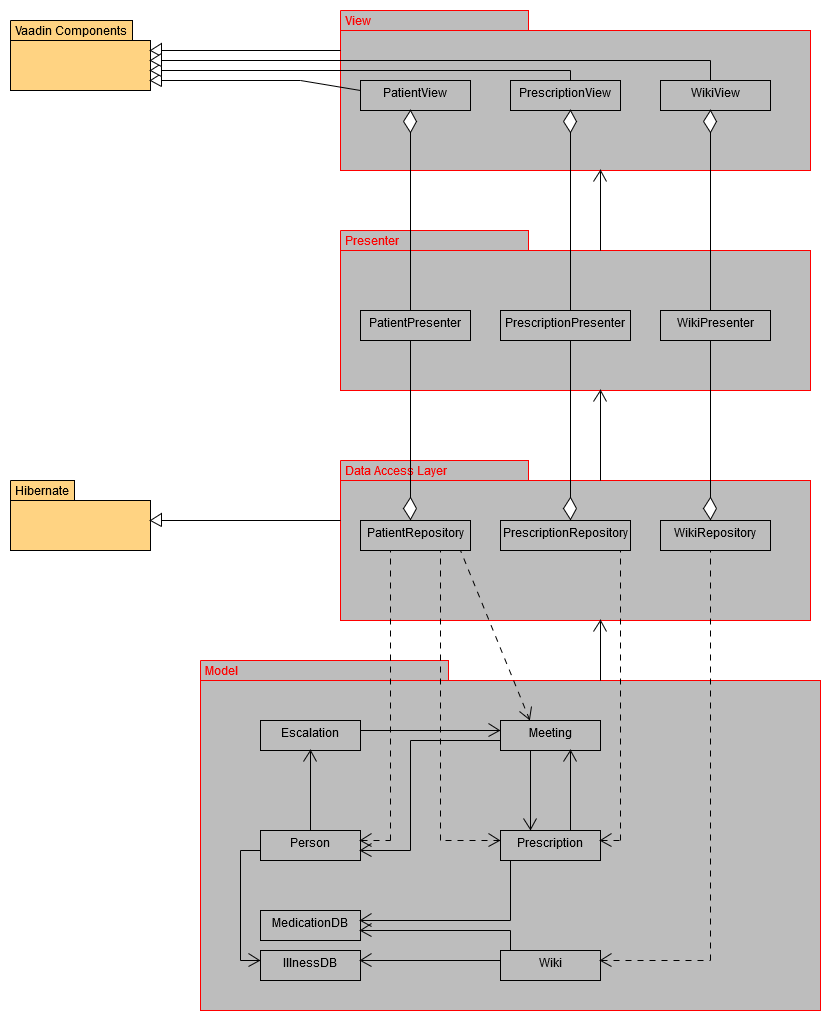 Vaadin Components
View
PatientView
PrescriptionView
WikiView
Presenter
PatientPresenter
PrescriptionPresenter
WikiPresenter
Data Access Layer
Hibernate
PatientRepository
PrescriptionRepository
WikiRepository
Model
Escalation
Meeting
Person
Prescription
MedicationDB
IllnessDB
Wiki